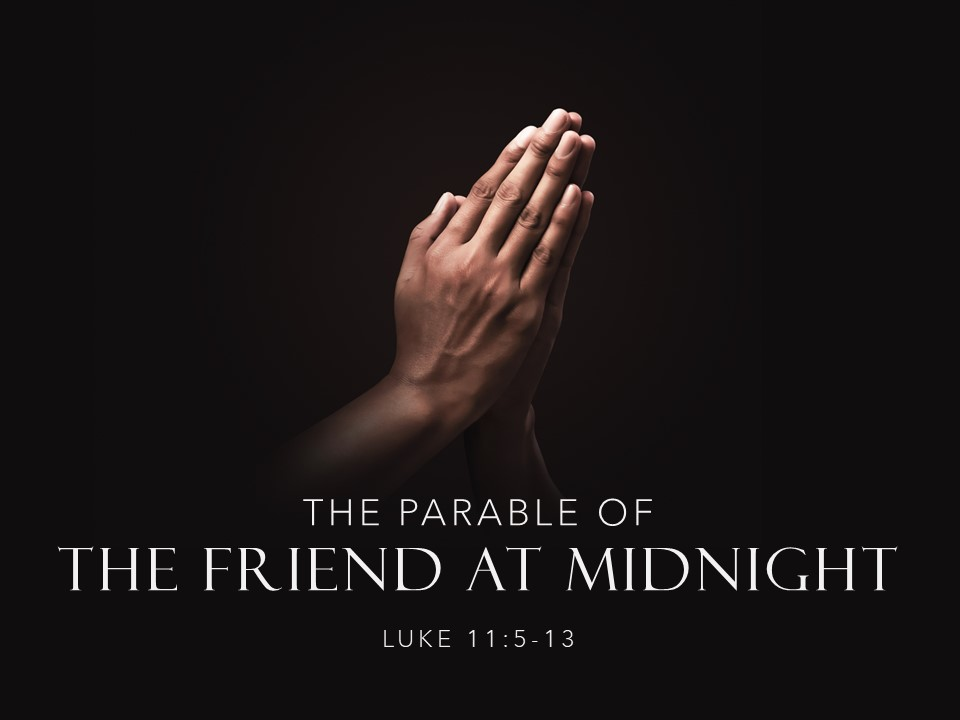 THE PARABLE OF
THE FRIEND AT MIDNIGHT
LUKE 11:5-13